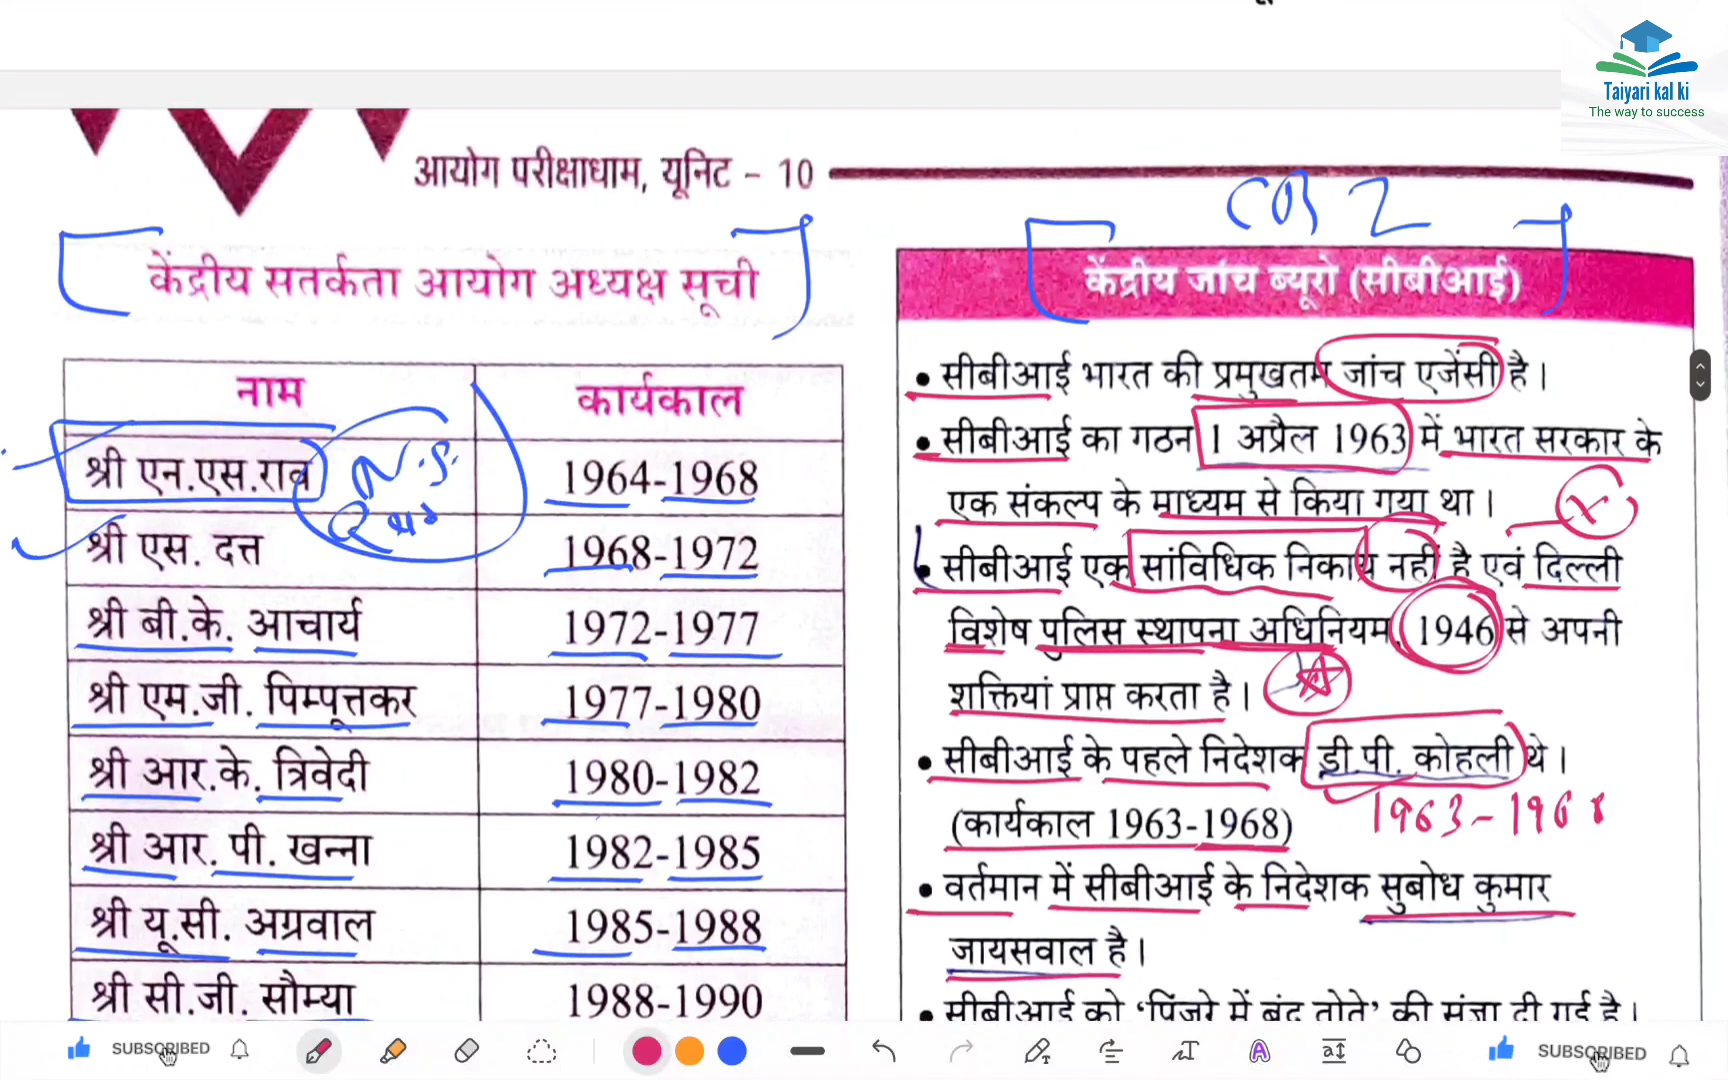 Taiyari kal ki
The way to success
आयोग परीक्षाधाम, यूनिट - 10
केंद्रीय सतर्कता आयोग अध्यक्ष सूची
नाम कार्यकाल
श्री एन.एस.राव N.S. 1964-1968
श्री एस. दत्त 1968-1972
श्री बी.के. आचार्य 1972-1977
श्री एम.जी. पिम्पूत्तकर 1977-1980
श्री आर.के. त्रिवेदी 1980-1982
श्री आर. पी. खन्ना 1982-1985
श्री यू.सी. अग्रवाल 1985-1988
श्री सी.जी. सौम्या 1988-1990
केंद्रीय जांच ब्यूरो (सीबीआई)
• सीबीआई भारत की प्रमुखतम जांच एजेंसी है।
• सीबीआई का गठन 1 अप्रैल 1963 में भारत सरकार के
एक संकल्प के माध्यम से किया गया था।
• सीबीआई एक सांविधिक निकाय नहीं है एवं दिल्ली
विशेष पुलिस स्थापना अधिनियम, 1946 से अपनी
शक्तियां प्राप्त करता है।
• सीबीआई के पहले निदेशक डी.पी. कोहली थे।
(कार्यकाल 1963-1968) 1963-1968
• वर्तमान में सीबीआई के निदेशक सुबोध कुमार
जायसवाल है।
• सीबीआई को 'पिंजरे में बंद तोते' की संज्ञा दी गई है।
SUBSCRIBED
SUBSCRIBED